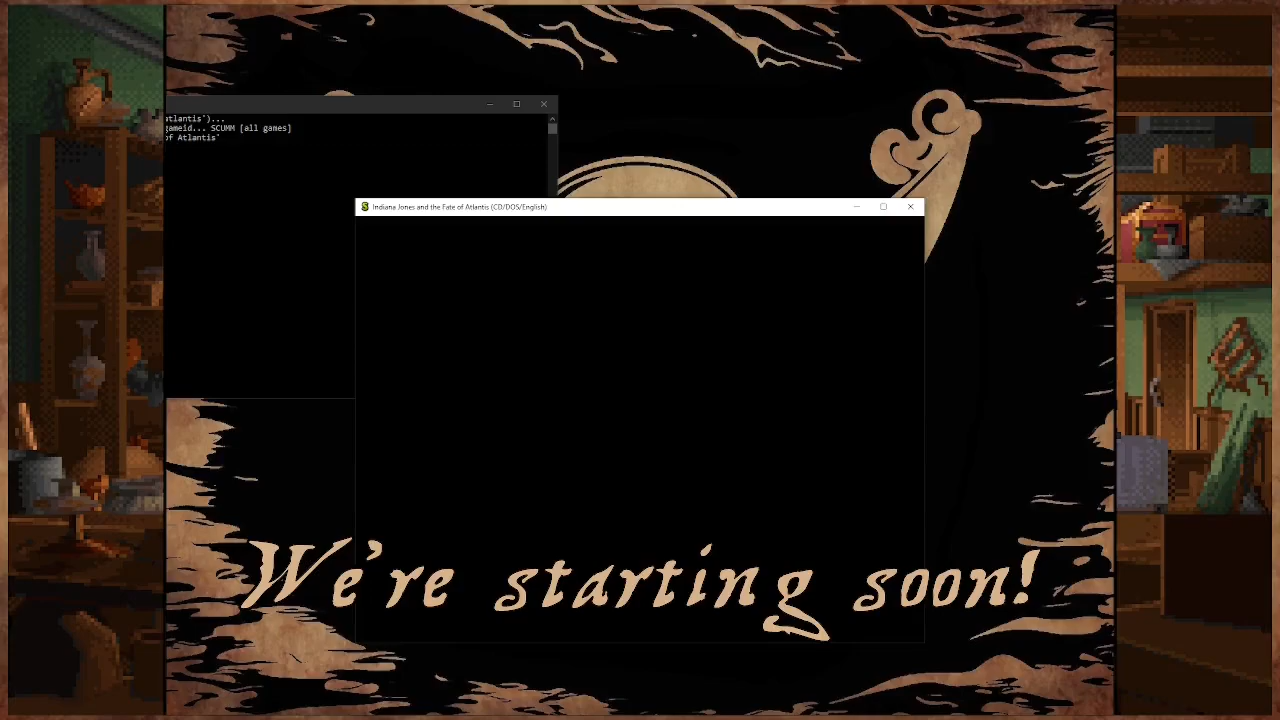 atlantis')...
gameid... SCUMM [all games]
of Atlantis'
Indiana Jones and the Fate of Atlantis (CD/DOS/English)
We're starting soon!